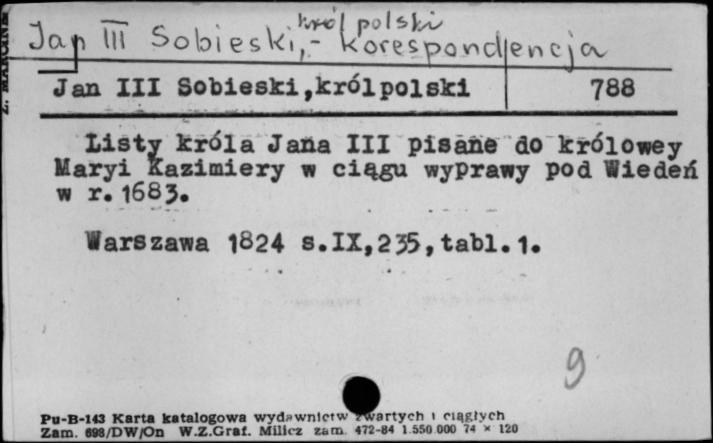 król polski
Jan III Sobieski,- korespondencja
Jan III Sobieski,król polski 788
Listy króla Jana III pisane do królowey
Maryi Kazimiery w ciągu wyprawy pod Wiedeń
w r. 1683.
Warszawa 1824 s.IX,235,tabl.1.
9
Pu-B-143 Karta katalogowa wydawnictw zwartych i ciągłych
Zam. 698/DW/On W.Z.Graf. Milicz zam. 472-84 1.550.000 74 × 120